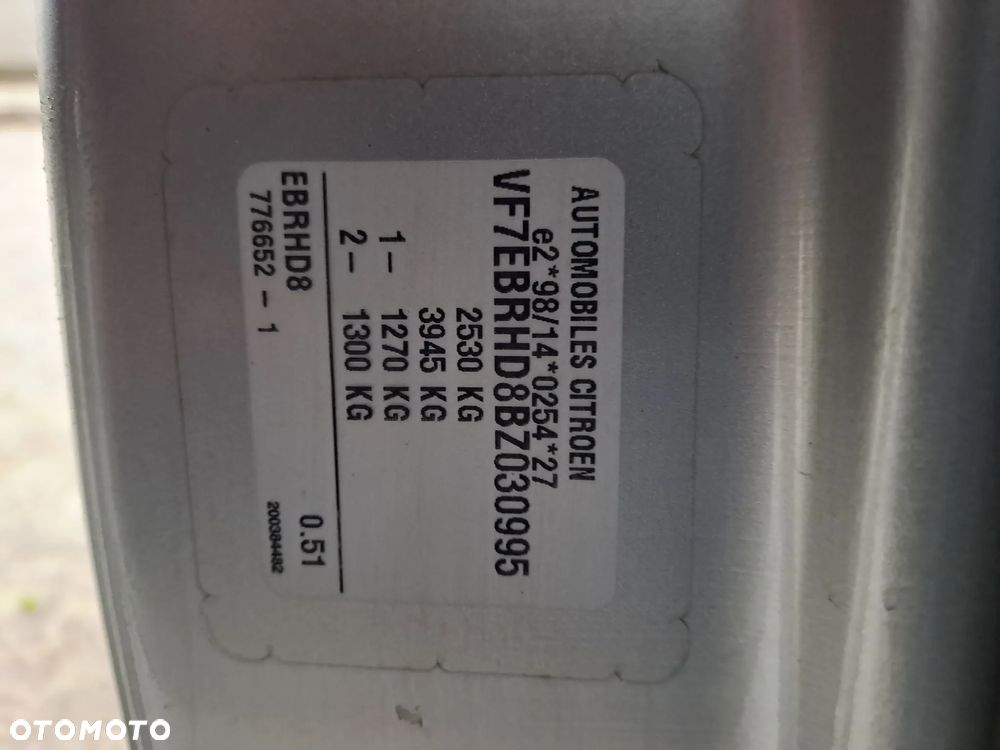 AUTOMOBILES CITROEN
e2*98/14*0254*27
VF7EBRHD8BZ030995
2530 KG
3945 KG
1- 1270 KG
2- 1300 KG
0.51
EBRHD8
200384482
776652 - 1
OTOMOTO